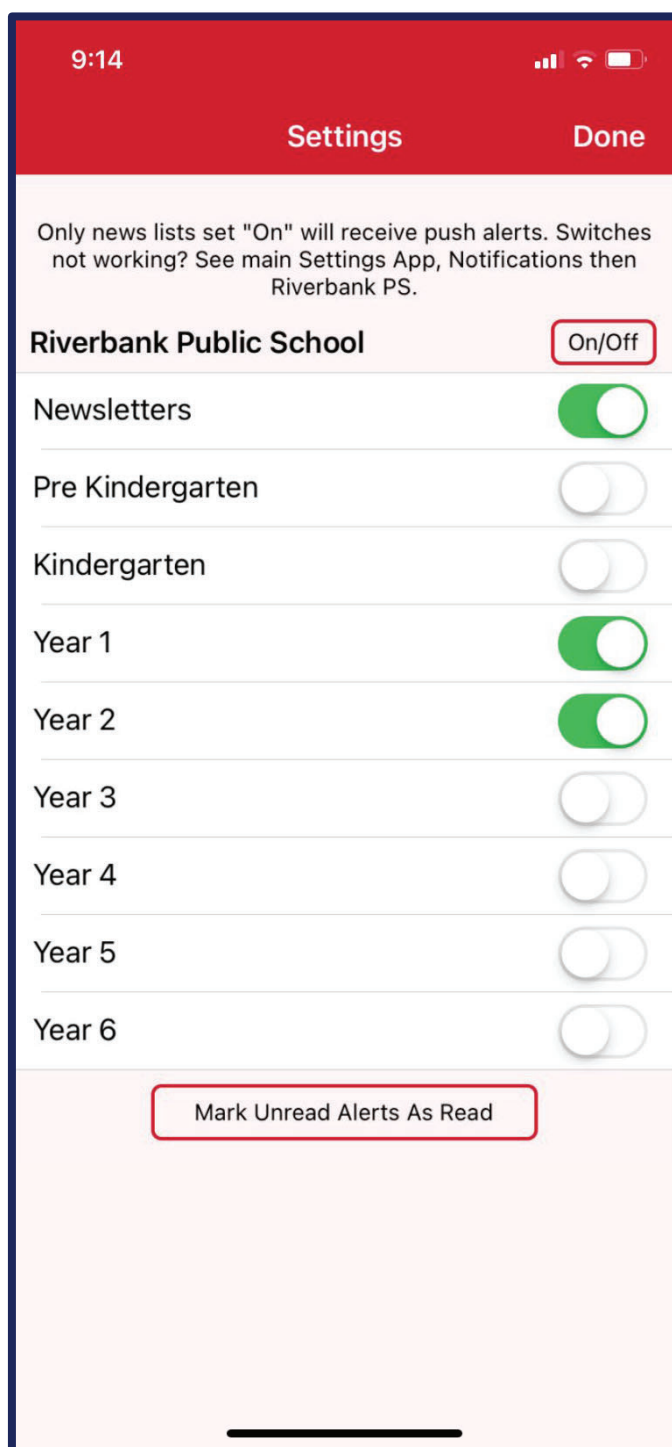 9:14
Settings
Done
Only news lists set "On" will receive push alerts. Switches
not working? See main Settings App, Notifications then
Riverbank PS.
Riverbank Public School
On/Off
Newsletters
Pre Kindergarten
Kindergarten
Year 1
Year 2
Year 3
Year 4
Year 5
Year 6
Mark Unread Alerts As Read